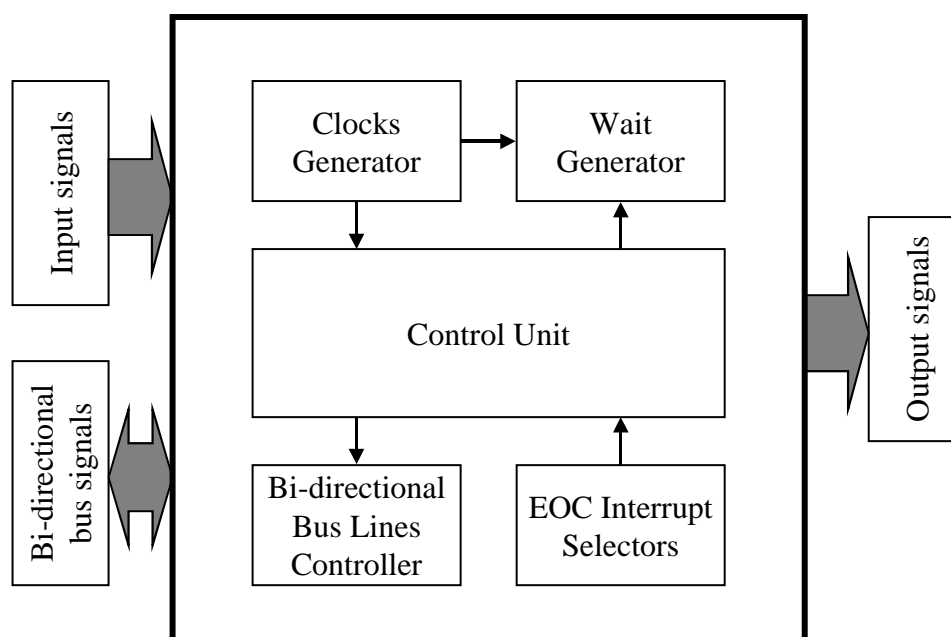 Input signals
Clocks
Generator
Wait
Generator
Control Unit
Output signals
Bi-directional
bus signals
Bi-directional
Bus Lines
Controller
EOC Interrupt
Selectors